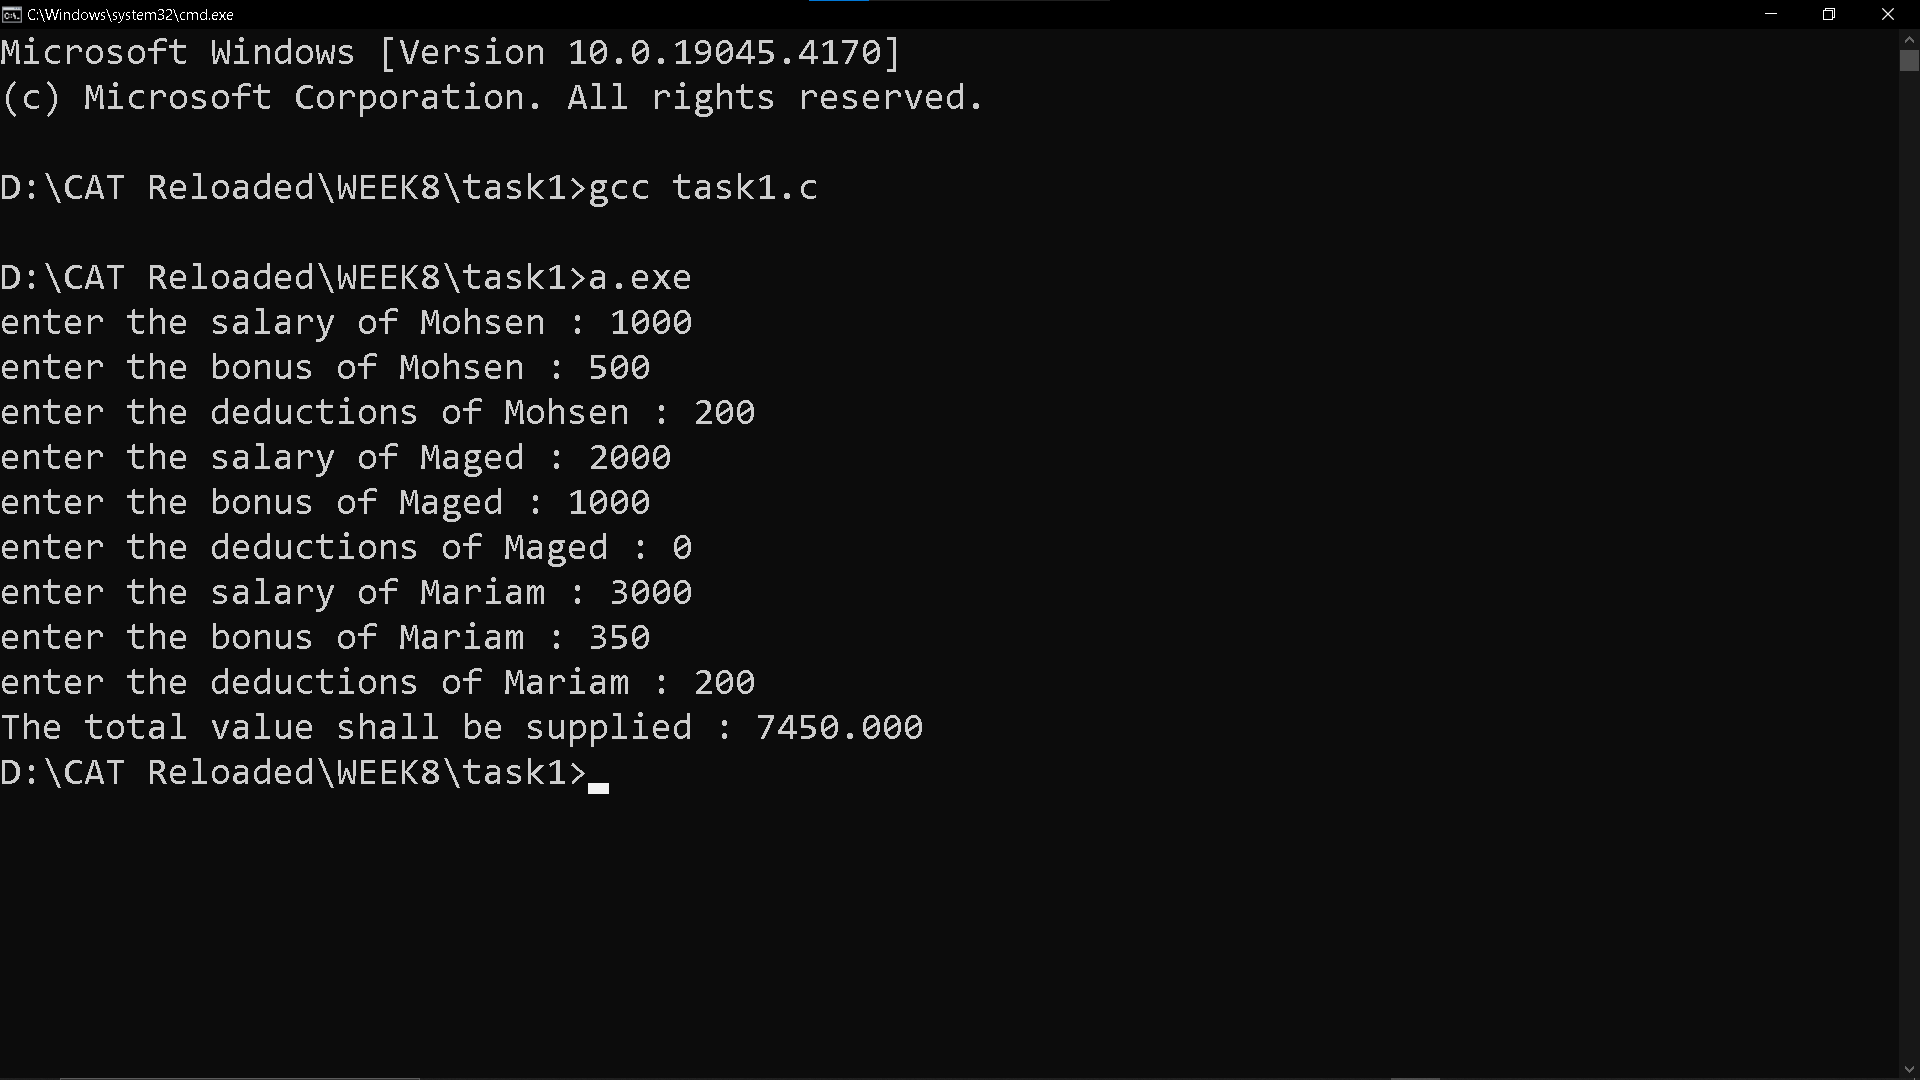 C:\Windows\system32\cmd.exe
Microsoft Windows [Version 10.0.19045.4170]
(c) Microsoft Corporation. All rights reserved.
D:\CAT Reloaded\WEEK8\task1>gcc task1.c
D:\CAT Reloaded\WEEK8\task1>a.exe
enter the salary of Mohsen : 1000
enter the bonus of Mohsen : 500
enter the deductions of Mohsen : 200
enter the salary of Maged : 2000
enter the bonus of Maged : 1000
enter the deductions of Maged : 0
enter the salary of Mariam : 3000
enter the bonus of Mariam : 350
enter the deductions of Mariam : 200
The total value shall be supplied : 7450.000
D:\CAT Reloaded\WEEK8\task1>